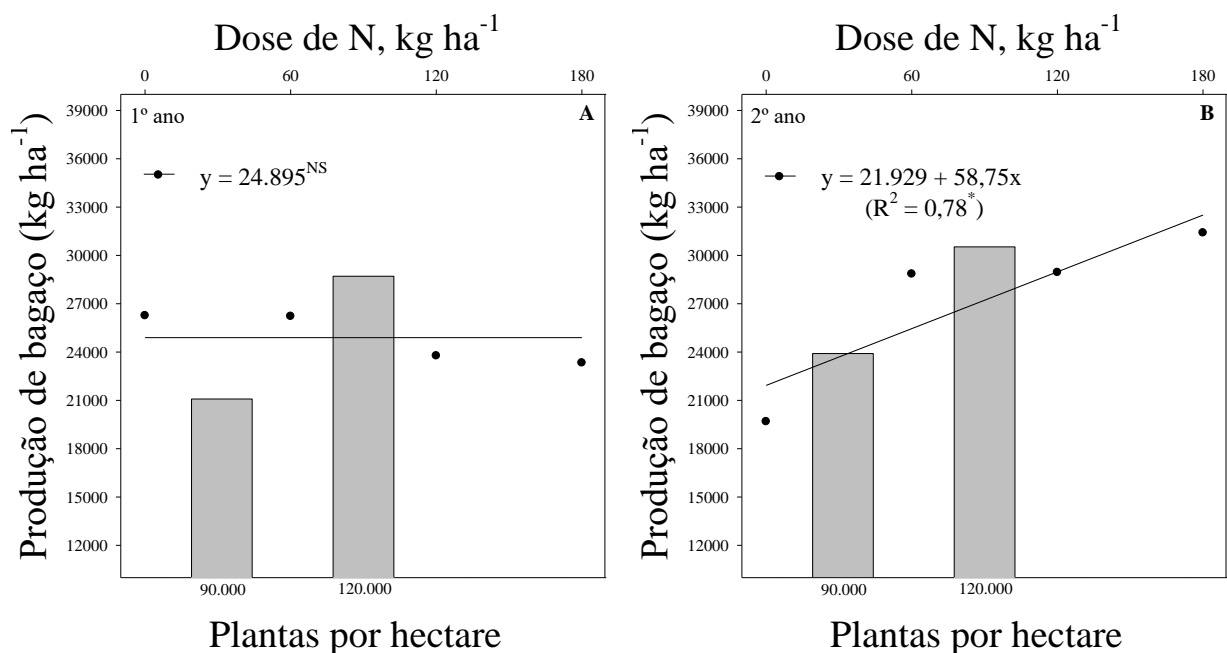 Dose de N, kg ha⁻¹
0 60 120 180
39000
36000
33000
30000
27000
24000
21000
18000
15000
12000
Produção de bagaço (kg ha⁻¹)
1º ano
A
y = 24.895ᴺˢ
90.000 120.000
Plantas por hectare
Dose de N, kg ha⁻¹
0 60 120 180
39000
36000
33000
30000
27000
24000
21000
18000
15000
12000
Produção de bagaço (kg ha⁻¹)
2º ano
B
y = 21.929 + 58,75x
(R² = 0,78*)
90.000 120.000
Plantas por hectare